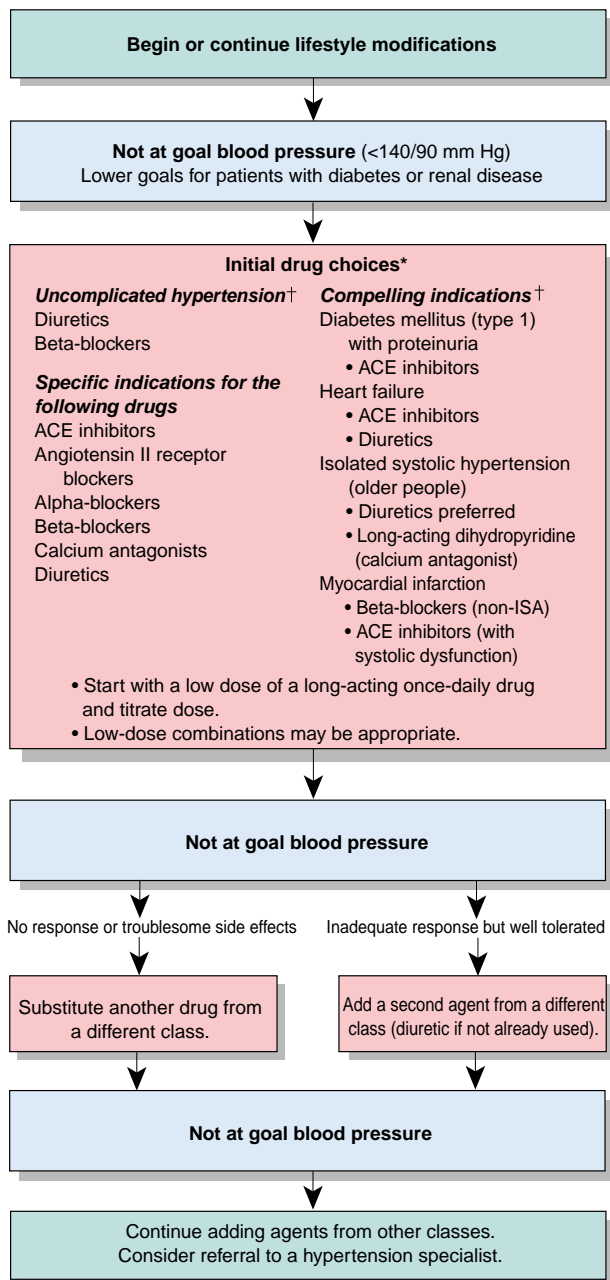 Begin or continue lifestyle modifications
Not at goal blood pressure (<140/90 mm Hg)
Lower goals for patients with diabetes or renal disease
Initial drug choices*
Uncomplicated hypertension†
Diuretics
Beta-blockers
Specific indications for the
following drugs
ACE inhibitors
Angiotensin II receptor
blockers
Alpha-blockers
Beta-blockers
Calcium antagonists
Diuretics
Compelling indications†
Diabetes mellitus (type 1)
with proteinuria
• ACE inhibitors
Heart failure
• ACE inhibitors
• Diuretics
Isolated systolic hypertension
(older people)
• Diuretics preferred
• Long-acting dihydropyridine
(calcium antagonist)
Myocardial infarction
• Beta-blockers (non-ISA)
• ACE inhibitors (with
systolic dysfunction)
• Start with a low dose of a long-acting once-daily drug
and titrate dose.
• Low-dose combinations may be appropriate.
Not at goal blood pressure
No response or troublesome side effects
Inadequate response but well tolerated
Substitute another drug from
a different class.
Add a second agent from a different
class (diuretic if not already used).
Not at goal blood pressure
Continue adding agents from other classes.
Consider referral to a hypertension specialist.